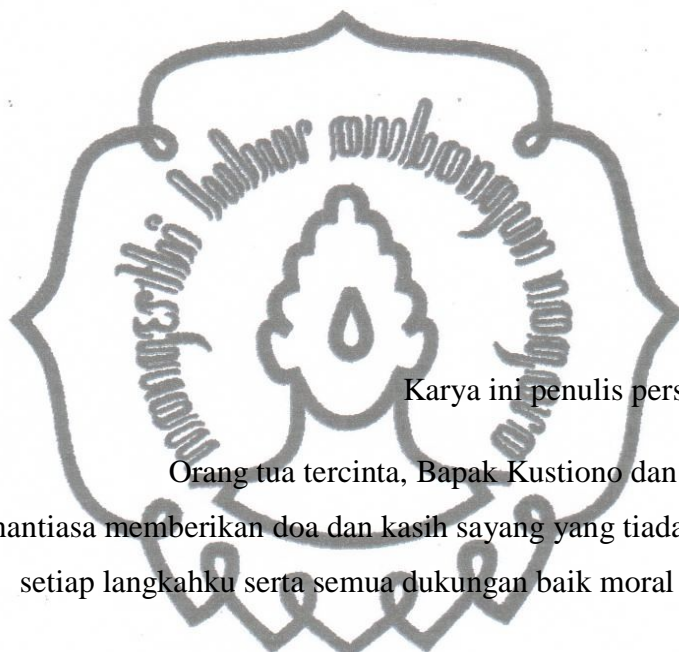 Karya ini penulis pers
Orang tua tercinta, Bapak Kustiono dan
nantiasa memberikan doa dan kasih sayang yang tiada
setiap langkahku serta semua dukungan baik moral